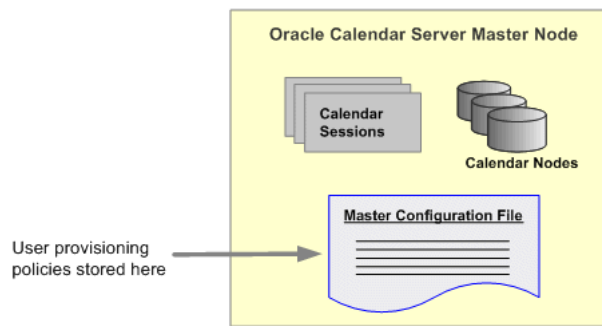 Oracle Calendar Server Master Node
Calendar
Sessions
Calendar Nodes
Master Configuration File
User provisioning
policies stored here